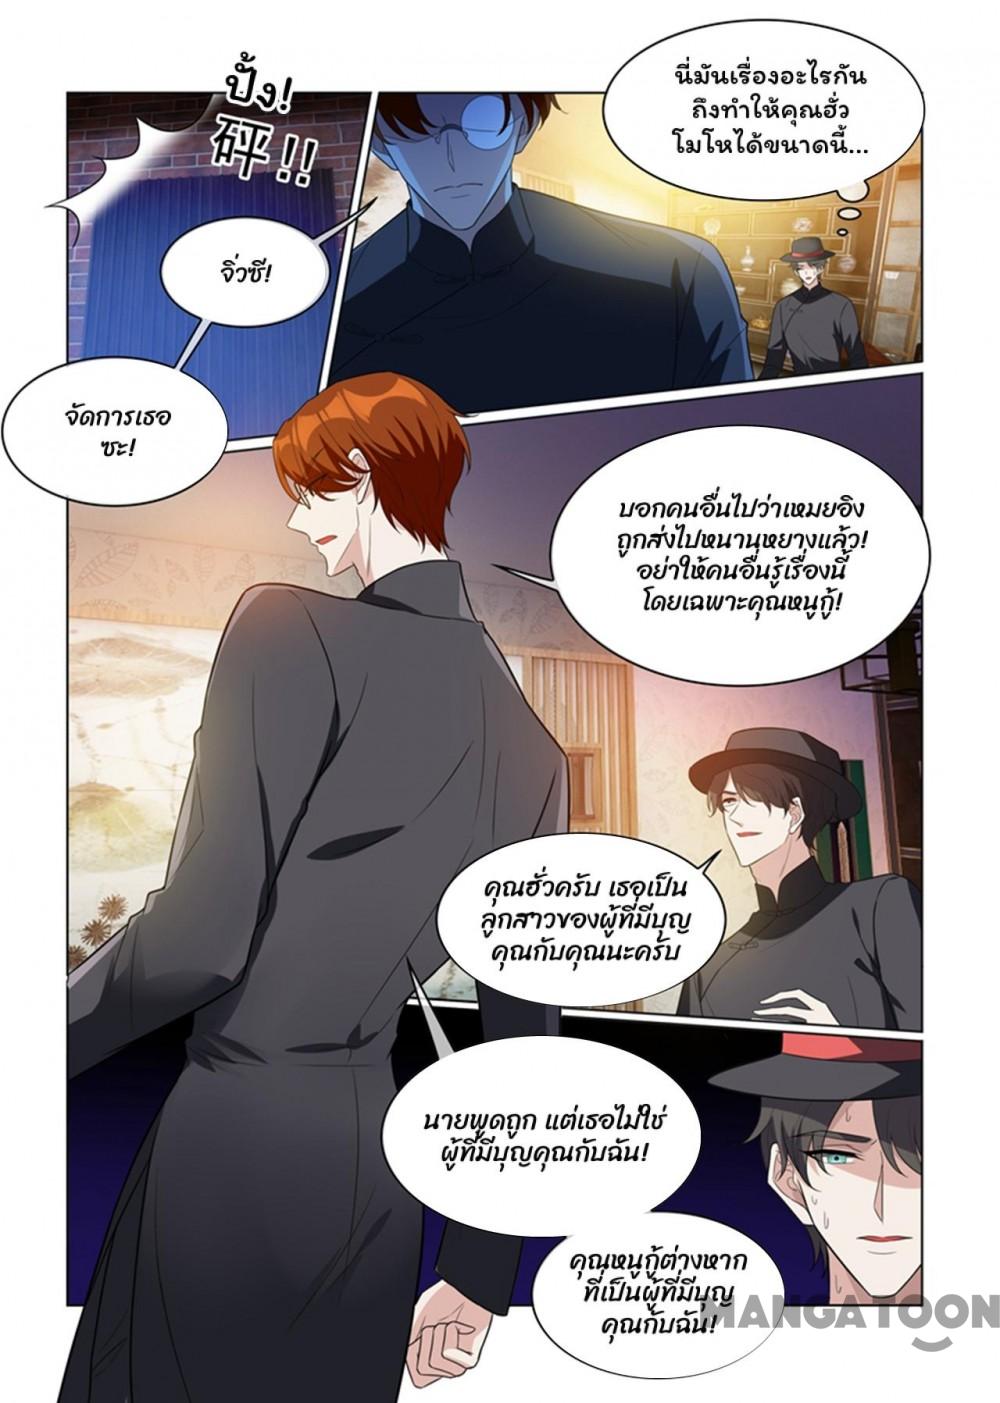 ปั้ง!
砰!!
นี่มันเรื่องอะไรกัน
ถึงทำให้คุณฮั่ว
โมโหได้ขนาดนี้...
จิ่วซี!
จัดการเธอ
ซะ!
บอกคนอื่นไปว่าเหมยอิง
ถูกส่งไปหนานหยางแล้ว!
อย่าให้คนอื่นรู้เรื่องนี้
โดยเฉพาะคุณหนูกู้!
คุณฮั่วครับ เธอเป็น
ลูกสาวของผู้ที่มีบุญ
คุณกับคุณนะครับ
นายพูดถูก แต่เธอไม่ใช่
ผู้ที่มีบุญคุณกับฉัน!
คุณหนูกู้ต่างหาก
ที่เป็นผู้ที่มีบุญ
คุณกับฉัน!
MANGATOON